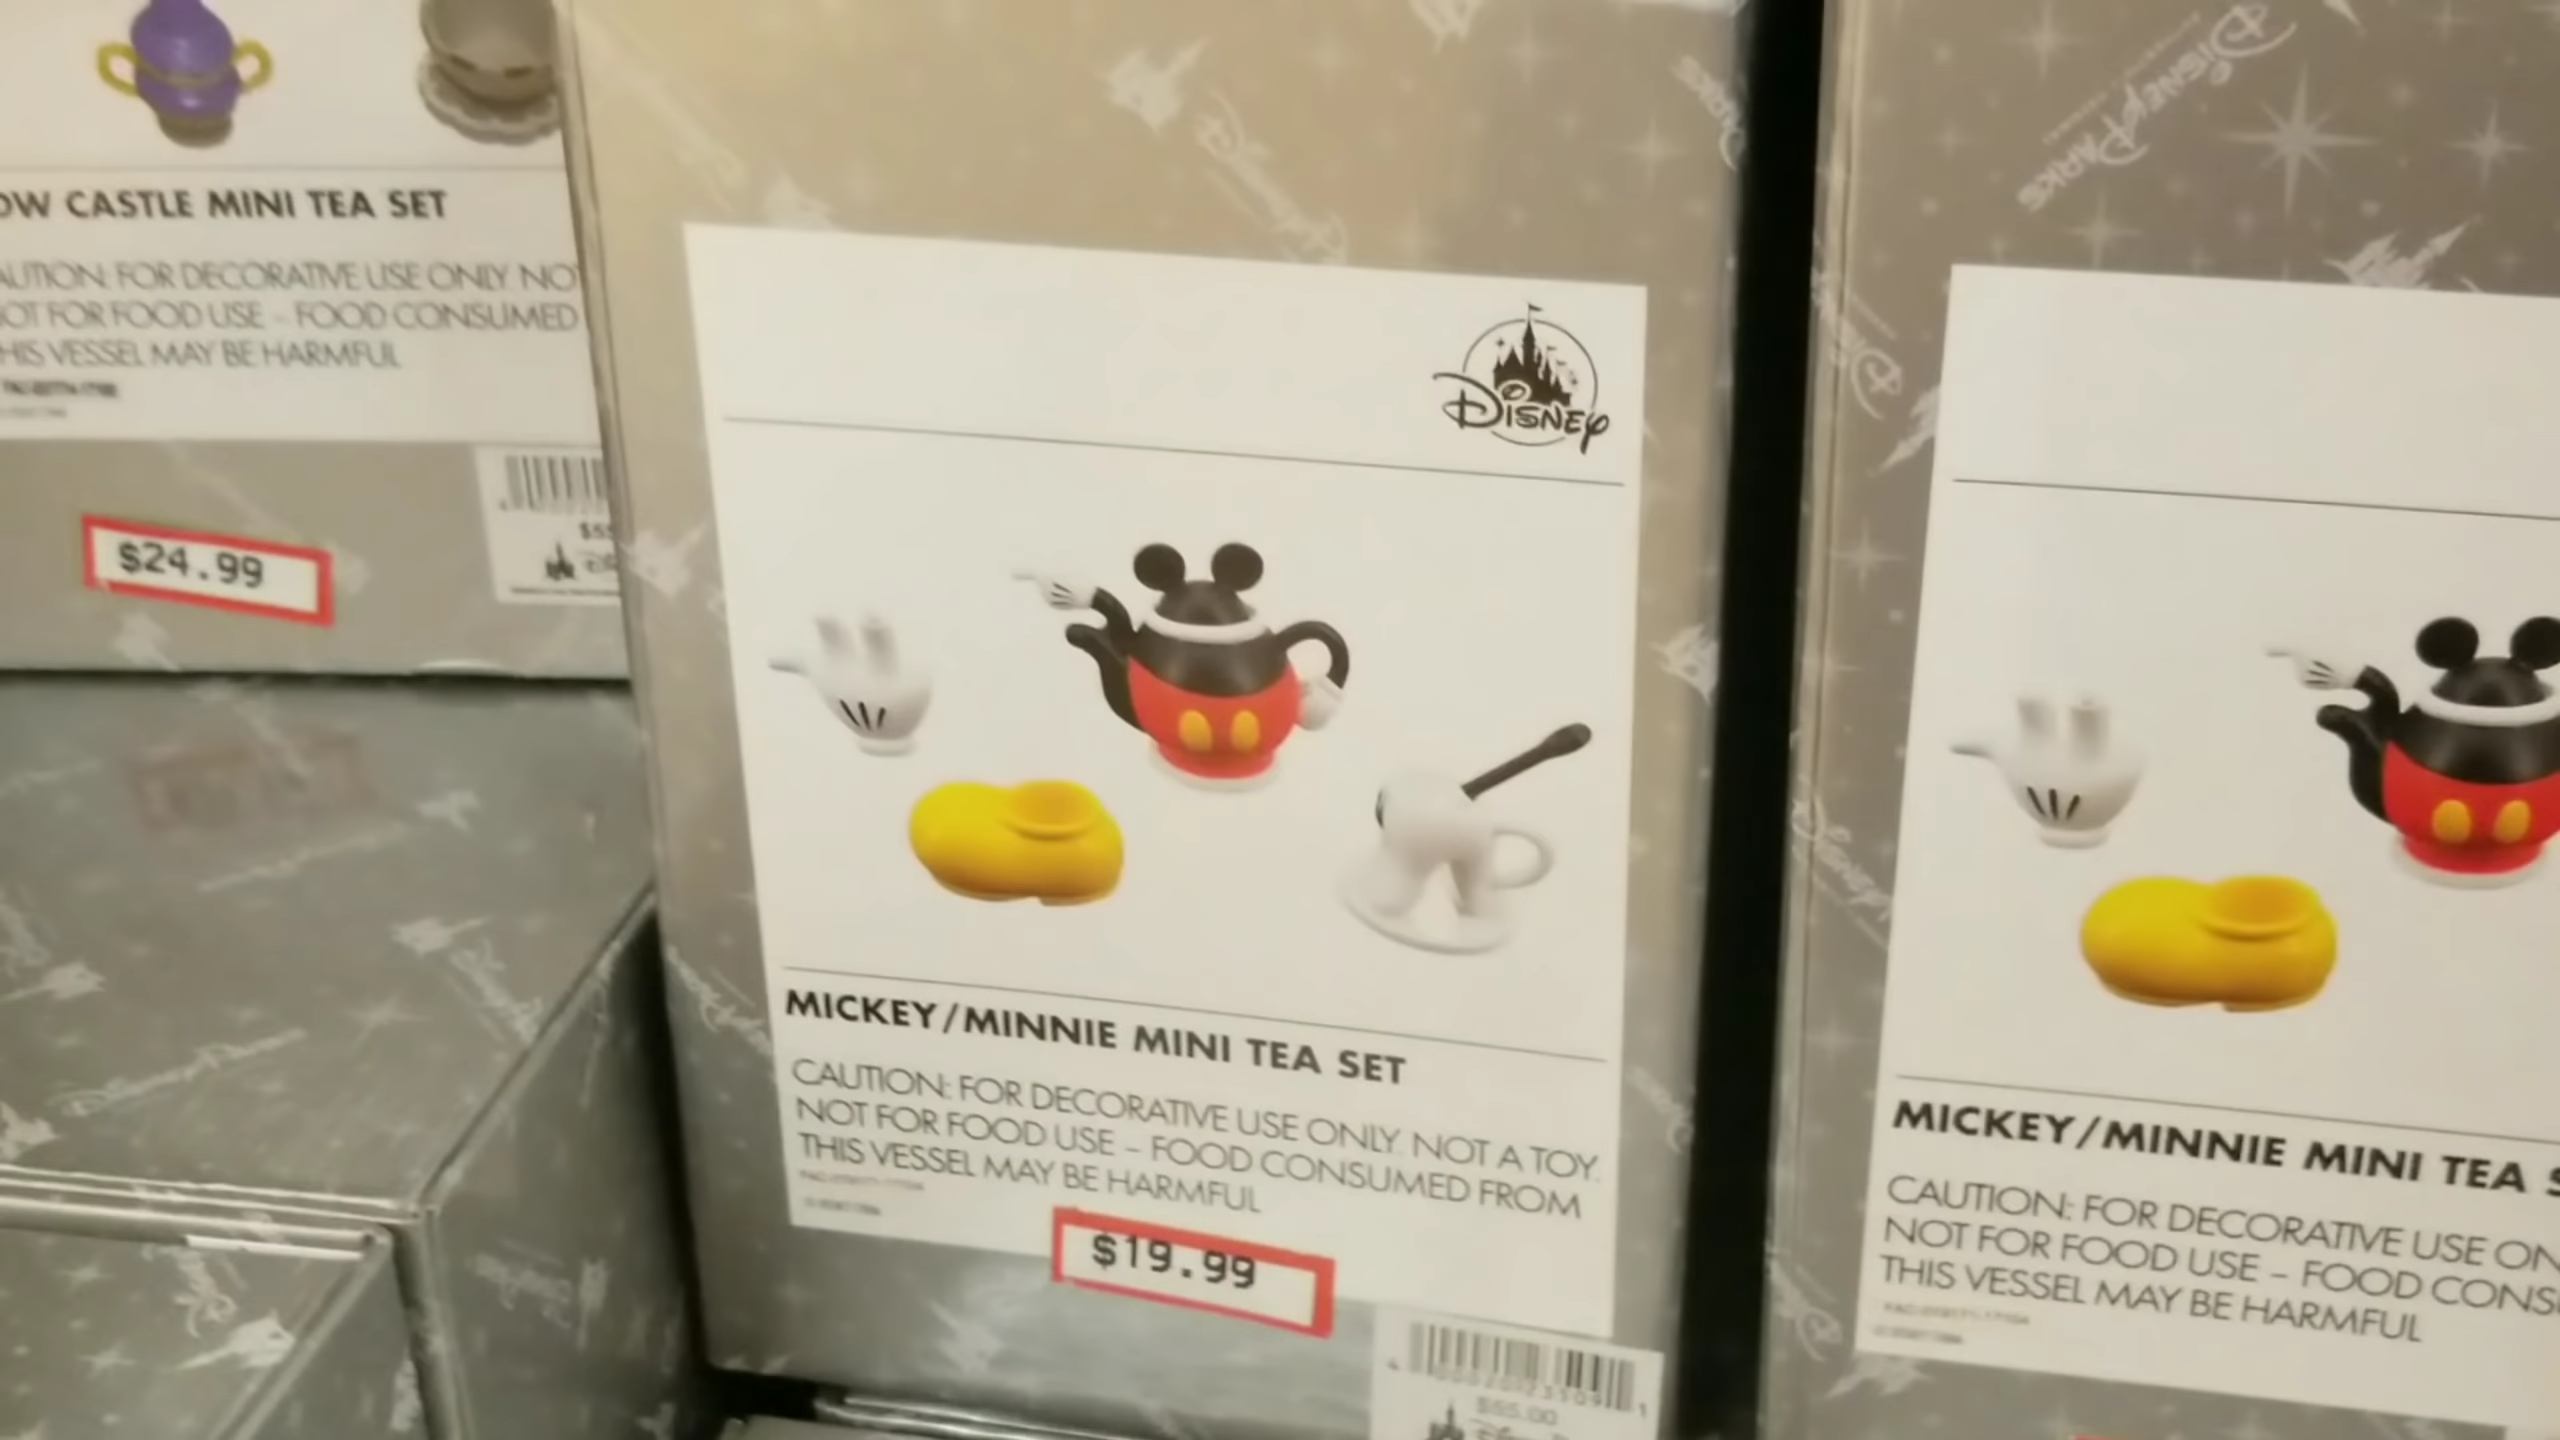 OW CASTLE MINI TEA SET
AUTION: FOR DECORATIVE USE ONLY. NOT
OT FOR FOOD USE - FOOD CONSUMED
HIS VESSEL MAY BE HARMFUL
$24.99
DISNEY
MICKEY/MINNIE MINI TEA SET
CAUTION: FOR DECORATIVE USE ONLY. NOT A TOY.
NOT FOR FOOD USE – FOOD CONSUMED FROM
THIS VESSEL MAY BE HARMFUL
$19.99
$55.00
DISNEY PARKS
MICKEY/MINNIE MINI TEA S
CAUTION: FOR DECORATIVE USE ON
NOT FOR FOOD USE – FOOD CONS
THIS VESSEL MAY BE HARMFUL